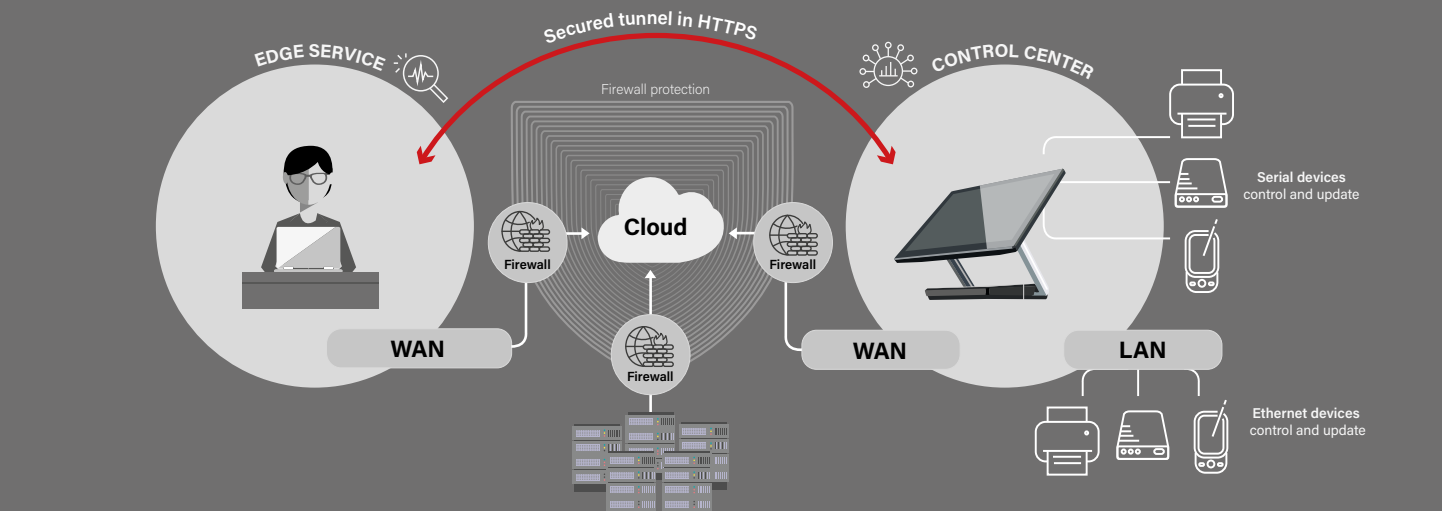 Secured tunnel in HTTPS
EDGE SERVICE
CONTROL CENTER
Firewall protection
Serial devices
control and update
Cloud
Firewall
Firewall
WAN
WAN
LAN
Firewall
Ethernet devices
control and update